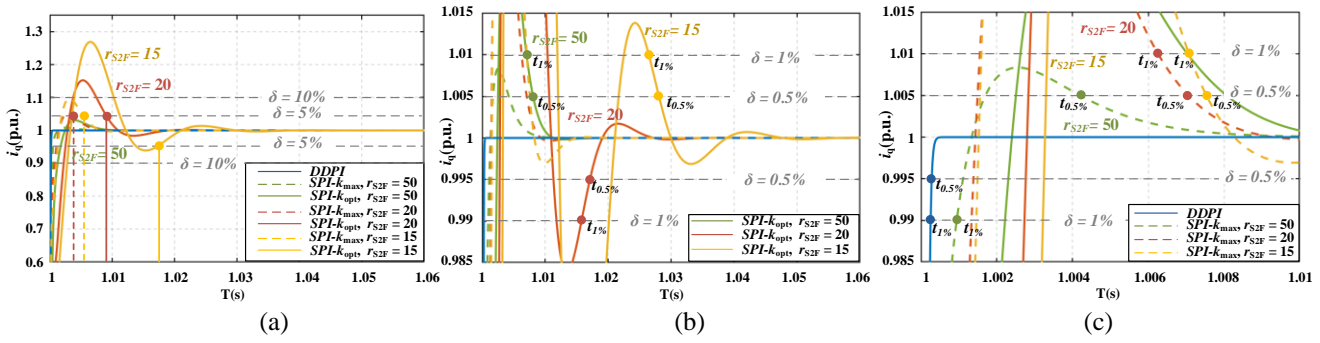 1.3
1.2
1.1
1
0.9
0.8
0.7
0.6
i_q(p.u.)
r_S2F= 15
r_S2F= 20
r_S2F= 50
δ = 10%
δ = 5%
δ = 5%
δ = 10%
DDPI
SPI-k_max, r_S2F = 50
SPI-k_opt, r_S2F = 50
SPI-k_max, r_S2F = 20
SPI-k_opt, r_S2F = 20
SPI-k_max, r_S2F = 15
SPI-k_opt, r_S2F = 15
1 1.01 1.02 1.03 1.04 1.05 1.06
T(s)
(a)
1.015
1.01
1.005
1
0.995
0.99
0.985
i_q(p.u.)
r_S2F= 50
r_S2F= 15
r_S2F= 20
δ = 1%
δ = 0.5%
δ = 0.5%
δ = 1%
t_1%
t_0.5%
t_1%
t_0.5%
t_0.5%
t_1%
SPI-k_opt, r_S2F = 50
SPI-k_opt, r_S2F = 20
SPI-k_opt, r_S2F = 15
1 1.01 1.02 1.03 1.04 1.05 1.06
T(s)
(b)
1.015
1.01
1.005
1
0.995
0.99
0.985
i_q(p.u.)
r_S2F= 20
r_S2F= 15
r_S2F= 50
δ = 1%
δ = 0.5%
δ = 0.5%
δ = 1%
t_1%
t_1%
t_0.5%
t_0.5%
t_0.5%
t_1%
t_1%
DDPI
SPI-k_max, r_S2F = 50
SPI-k_max, r_S2F = 20
SPI-k_max, r_S2F = 15
1 1.002 1.004 1.006 1.008 1.01
T(s)
(c)